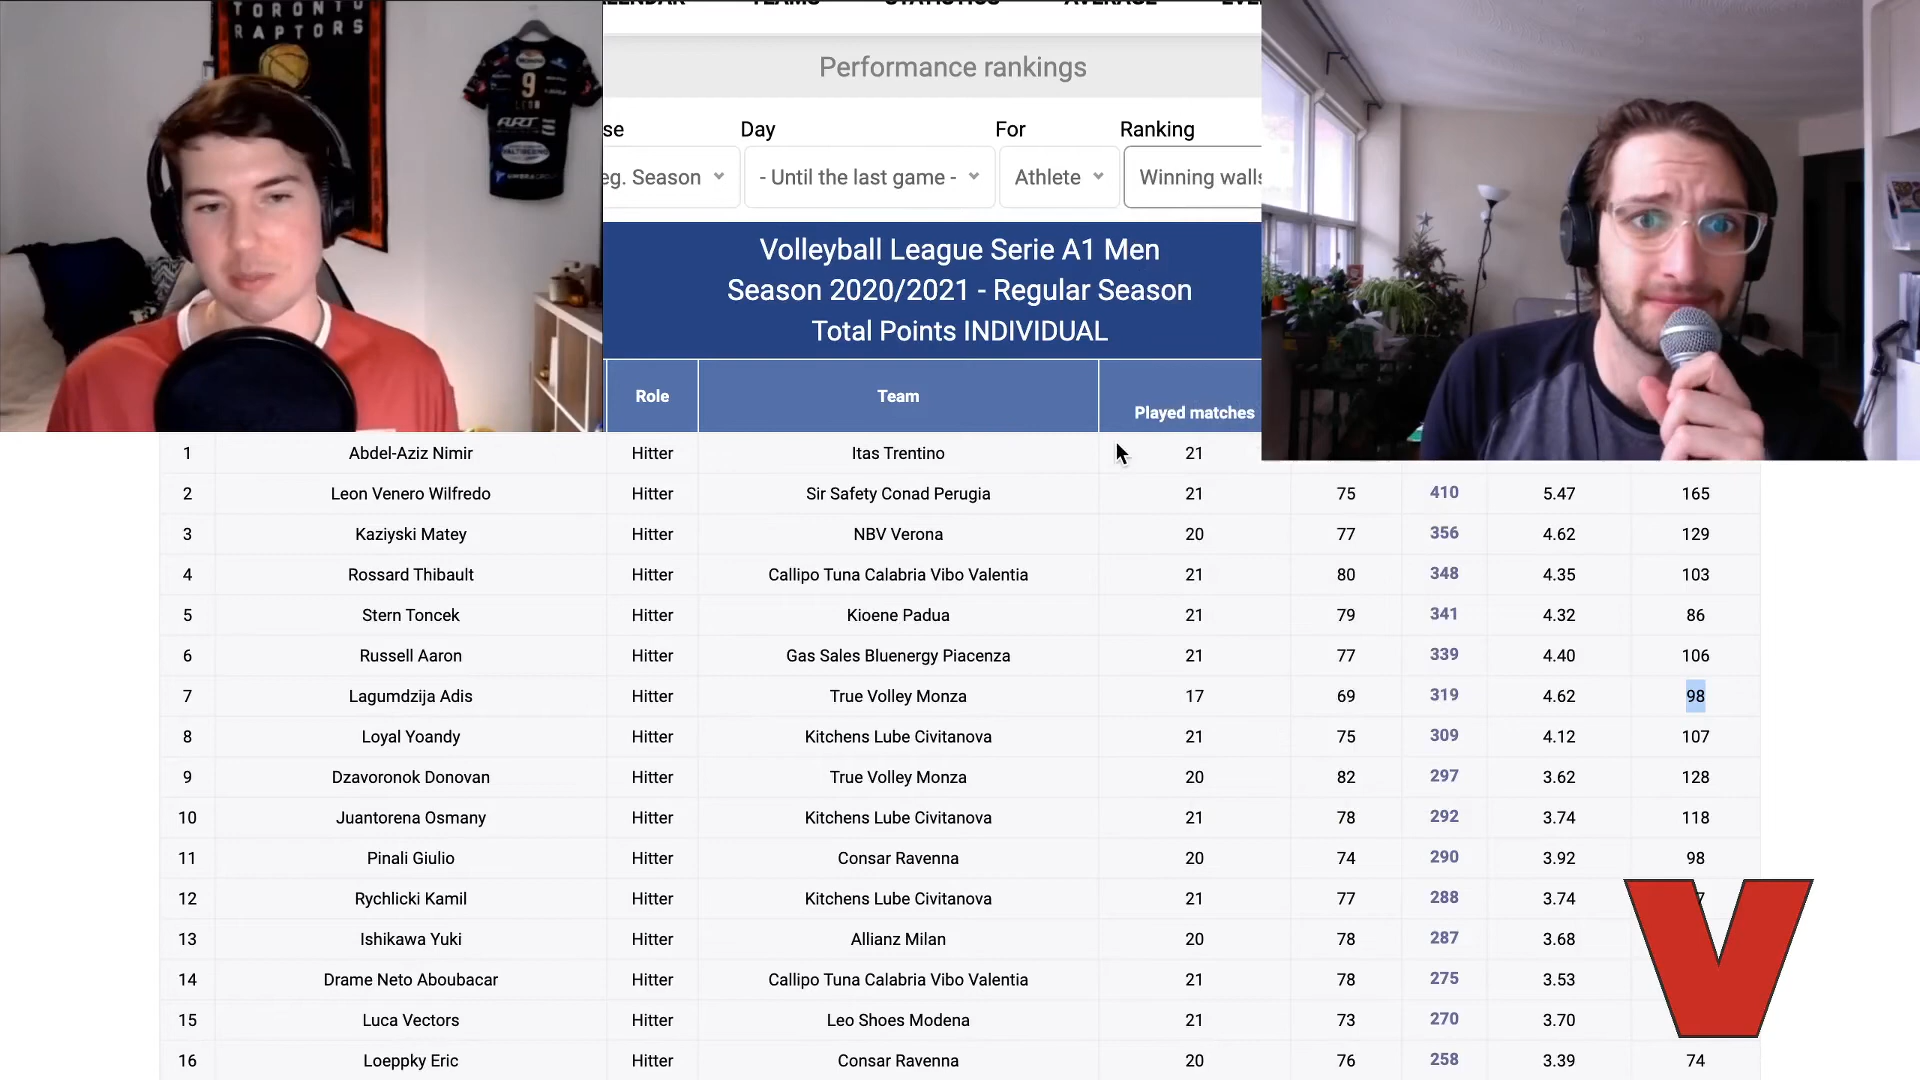 TORONTO
RAPTORS
9
LEON
ART
TEAMS
STATISTICS
AVERAGE
Performance rankings
se Day For Ranking
eg. Season - Until the last game - Athlete Winning walls
Volleyball League Serie A1 Men
Season 2020/2021 - Regular Season
Total Points INDIVIDUAL
Role Team Played matches
1 Abdel-Aziz Nimir Hitter Itas Trentino 21
2 Leon Venero Wilfredo Hitter Sir Safety Conad Perugia 21 75 410 5.47 165
3 Kaziyski Matey Hitter NBV Verona 20 77 356 4.62 129
4 Rossard Thibault Hitter Callipo Tuna Calabria Vibo Valentia 21 80 348 4.35 103
5 Stern Toncek Hitter Kioene Padua 21 79 341 4.32 86
6 Russell Aaron Hitter Gas Sales Bluenergy Piacenza 21 77 339 4.40 106
7 Lagumdzija Adis Hitter True Volley Monza 17 69 319 4.62 98
8 Loyal Yoandy Hitter Kitchens Lube Civitanova 21 75 309 4.12 107
9 Dzavoronok Donovan Hitter True Volley Monza 20 82 297 3.62 128
10 Juantorena Osmany Hitter Kitchens Lube Civitanova 21 78 292 3.74 118
11 Pinali Giulio Hitter Consar Ravenna 20 74 290 3.92 98
12 Rychlicki Kamil Hitter Kitchens Lube Civitanova 21 77 288 3.74
13 Ishikawa Yuki Hitter Allianz Milan 20 78 287 3.68
14 Drame Neto Aboubacar Hitter Callipo Tuna Calabria Vibo Valentia 21 78 275 3.53
15 Luca Vectors Hitter Leo Shoes Modena 21 73 270 3.70
16 Loeppky Eric Hitter Consar Ravenna 20 76 258 3.39 74
V